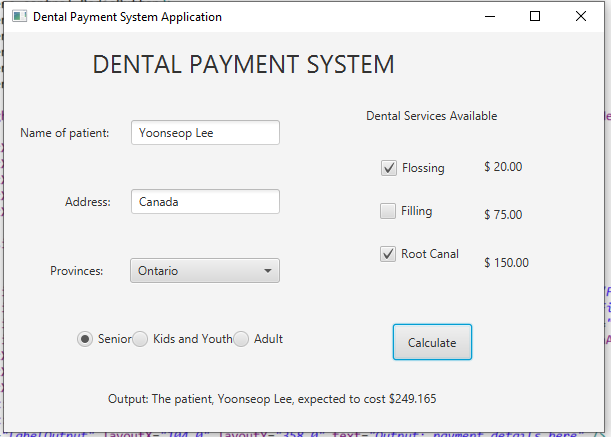 Dental Payment System Application
DENTAL PAYMENT SYSTEM
Dental Services Available
Name of patient: Yoonseop Lee
Flossing $ 20.00
Address: Canada
Filling $ 75.00
Provinces: Ontario
Root Canal $ 150.00
Senior Kids and Youth Adult
Calculate
Output: The patient, Yoonseop Lee, expected to cost $249.165